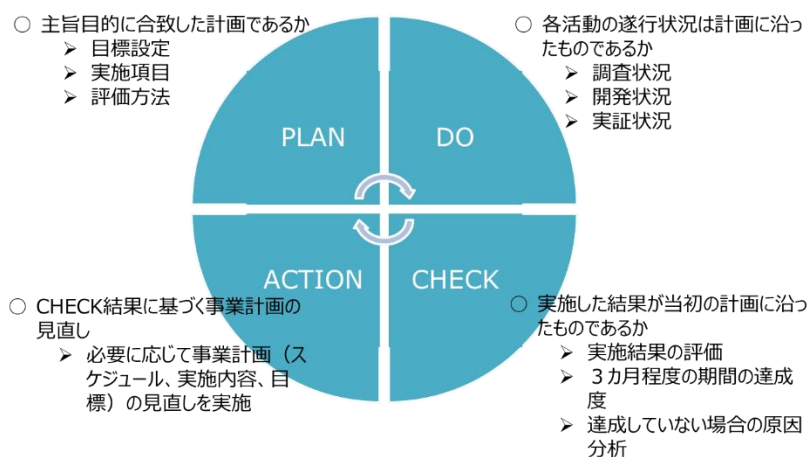 ○ 主旨目的に合致した計画であるか
➢ 目標設定
➢ 実施項目
➢ 評価方法
PLAN
○ 各活動の遂行状況は計画に沿っ
たものであるか
➢ 調査状況
➢ 開発状況
➢ 実証状況
DO
ACTION
○ CHECK結果に基づく事業計画の
見直し
➢ 必要に応じて事業計画（ス
ケジュール、実施内容、目
標）の見直しを実施
CHECK
○ 実施した結果が当初の計画に沿っ
たものであるか
➢ 実施結果の評価
➢ ３カ月程度の期間の達成
度
➢ 達成していない場合の原因
分析